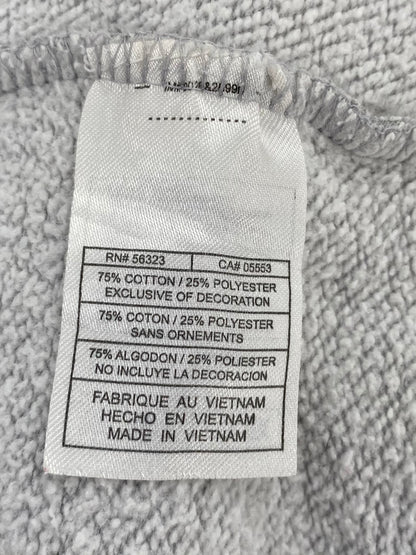 RN# 56323 CA# 05553
75% COTTON / 25% POLYESTER
EXCLUSIVE OF DECORATION
75% COTON / 25% POLYESTER
SANS ORNEMENTS
75% ALGODON / 25% POLIESTER
NO INCLUYE LA DECORACION
FABRIQUE AU VIETNAM
HECHO EN VIETNAM
MADE IN VIETNAM